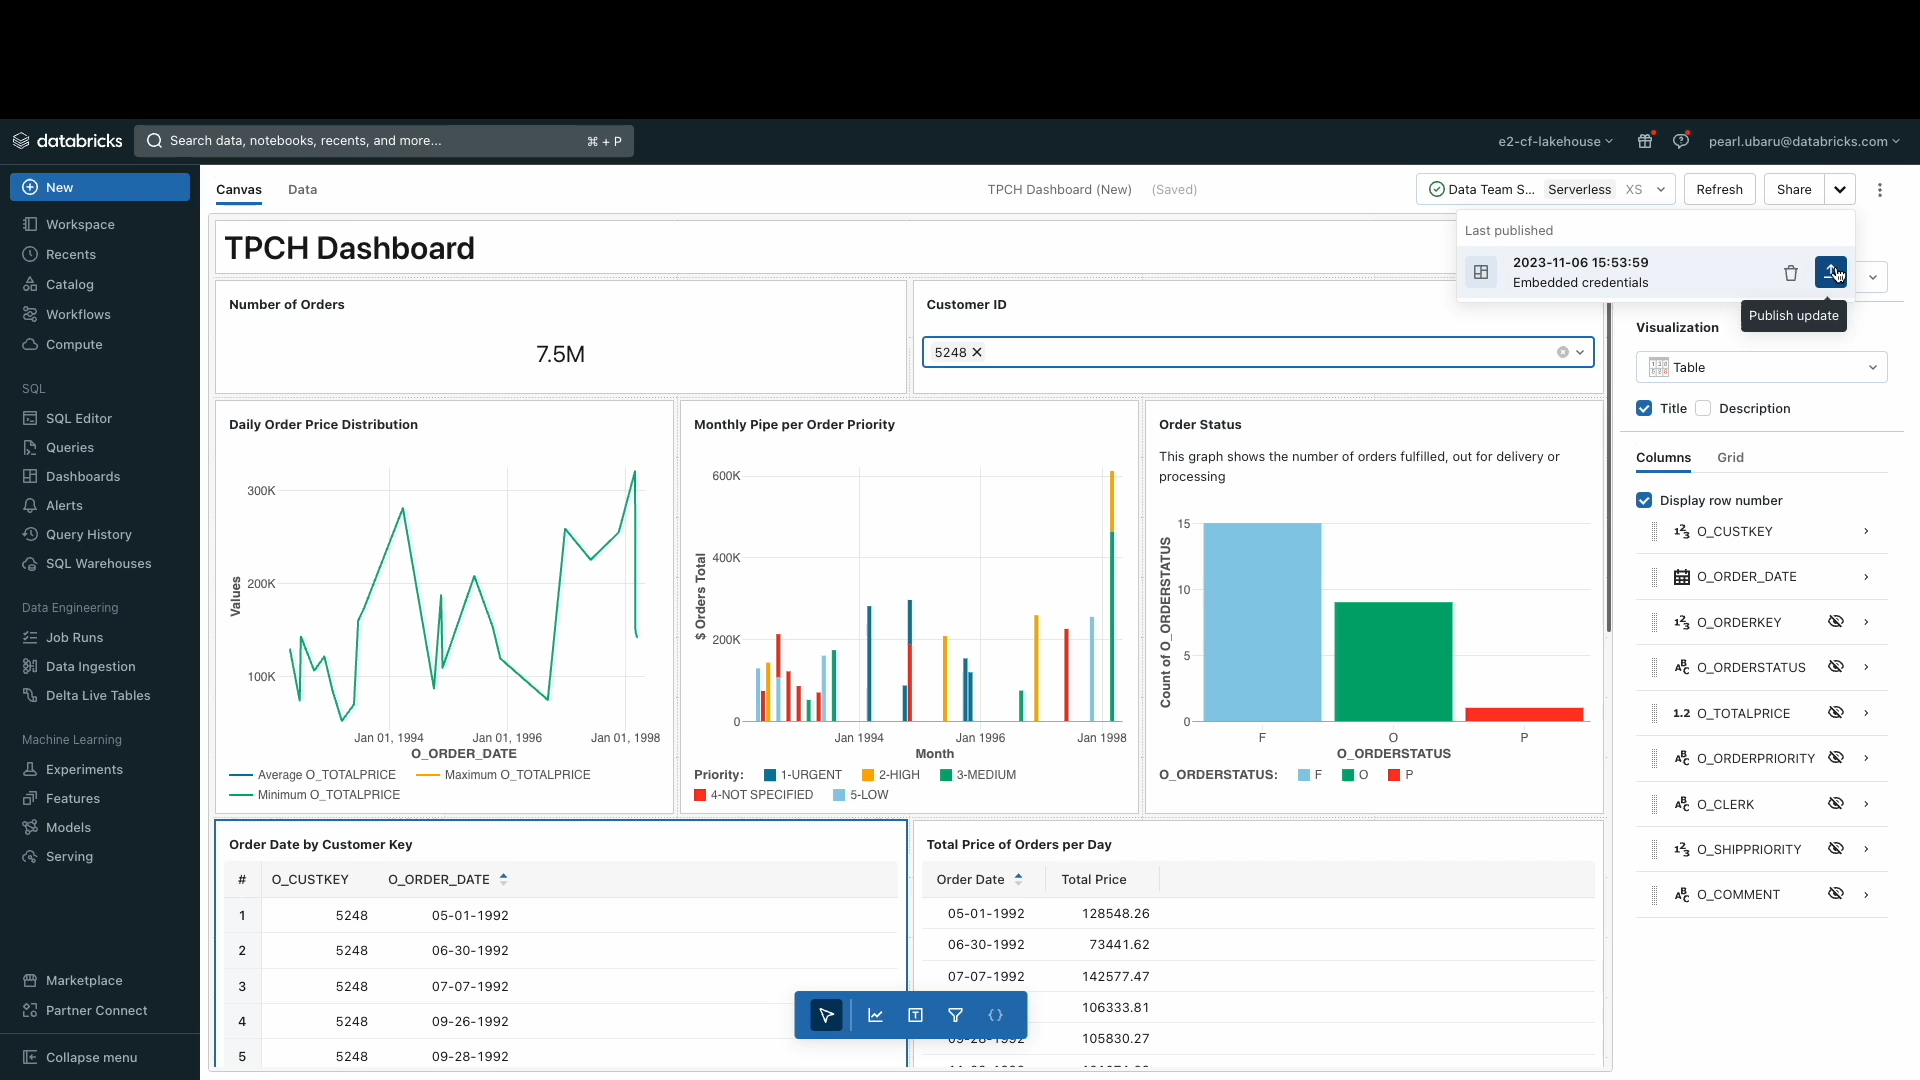 databricks
Search data, notebooks, recents, and more...
⌘ + P
e2-cf-lakehouse
pearl.ubaru@databricks.com
New
Workspace
Recents
Catalog
Workflows
Compute
SQL
SQL Editor
Queries
Dashboards
Alerts
Query History
SQL Warehouses
Data Engineering
Job Runs
Data Ingestion
Delta Live Tables
Machine Learning
Experiments
Features
Models
Serving
Marketplace
Partner Connect
Collapse menu
Canvas
Data
TPCH Dashboard (New)
(Saved)
Data Team S...
Serverless
XS
Refresh
Share
Last published
2023-11-06 15:53:59
Embedded credentials
Publish update
TPCH Dashboard
Number of Orders
7.5M
Customer ID
5248
Daily Order Price Distribution
300K
200K
100K
Values
Jan 01, 1994
Jan 01, 1996
Jan 01, 1998
O_ORDER_DATE
Average O_TOTALPRICE
Maximum O_TOTALPRICE
Minimum O_TOTALPRICE
Monthly Pipe per Order Priority
600K
400K
200K
0
$ Orders Total
Jan 1994
Jan 1996
Jan 1998
Month
Priority:
1-URGENT
2-HIGH
3-MEDIUM
4-NOT SPECIFIED
5-LOW
Order Status
This graph shows the number of orders fulfilled, out for delivery or
processing
15
10
5
0
Count of O_ORDERSTATUS
F
O
P
O_ORDERSTATUS
O_ORDERSTATUS:
F
O
P
Order Date by Customer Key
# O_CUSTKEY O_ORDER_DATE
1 5248 05-01-1992
2 5248 06-30-1992
3 5248 07-07-1992
4 5248 09-26-1992
5 5248 09-28-1992
Total Price of Orders per Day
Order Date Total Price
05-01-1992 128548.26
06-30-1992 73441.62
07-07-1992 142577.47
106333.81
09-28-1992 105830.27
Visualization
Table
Title
Description
Columns
Grid
Display row number
O_CUSTKEY
O_ORDER_DATE
O_ORDERKEY
O_ORDERSTATUS
1.2 O_TOTALPRICE
O_ORDERPRIORITY
O_CLERK
O_SHIPPRIORITY
O_COMMENT